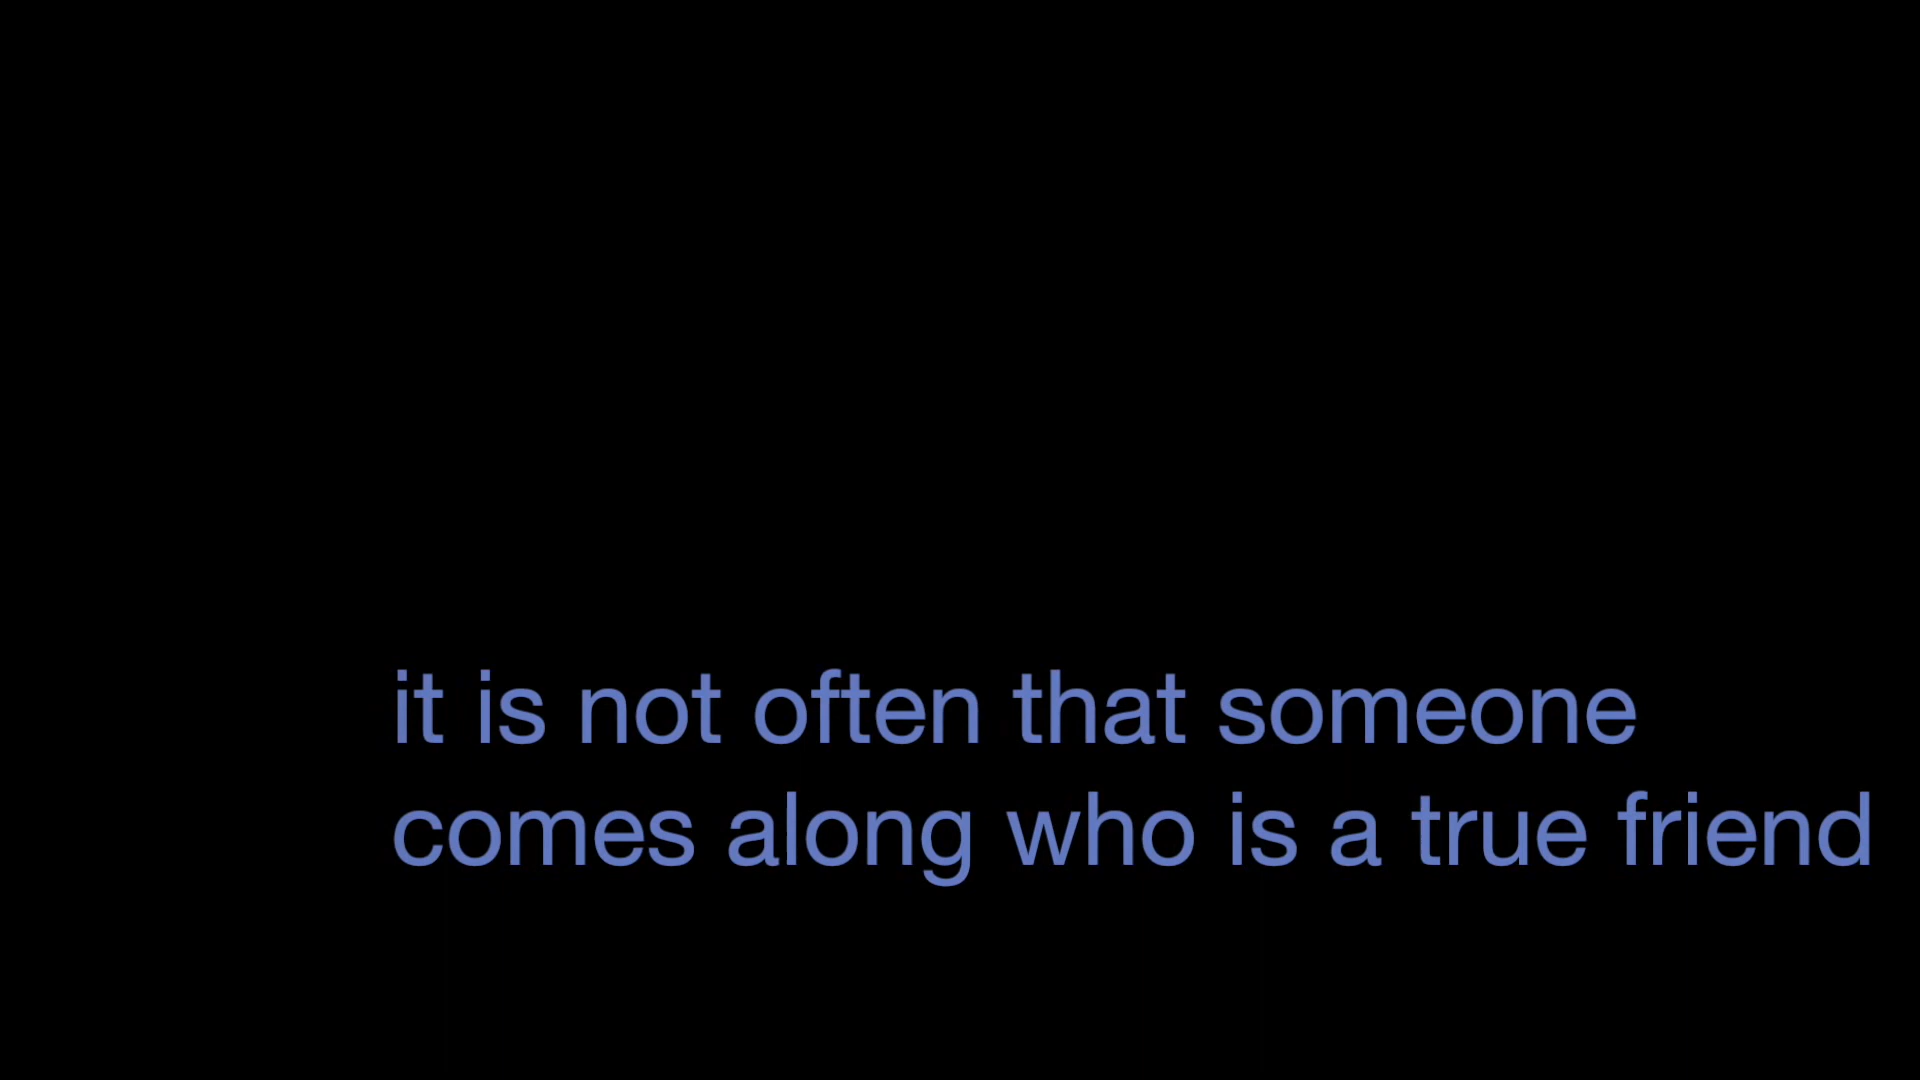 it is not often that someone
comes along who is a true friend